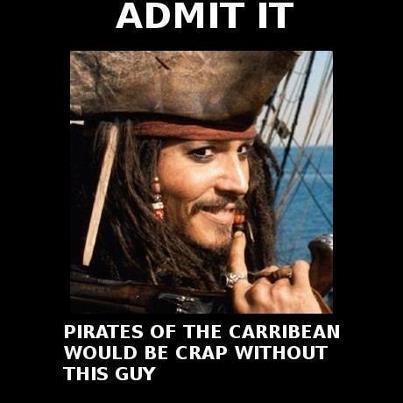 ADMIT IT
PIRATES OF THE CARRIBEAN
WOULD BE CRAP WITHOUT
THIS GUY